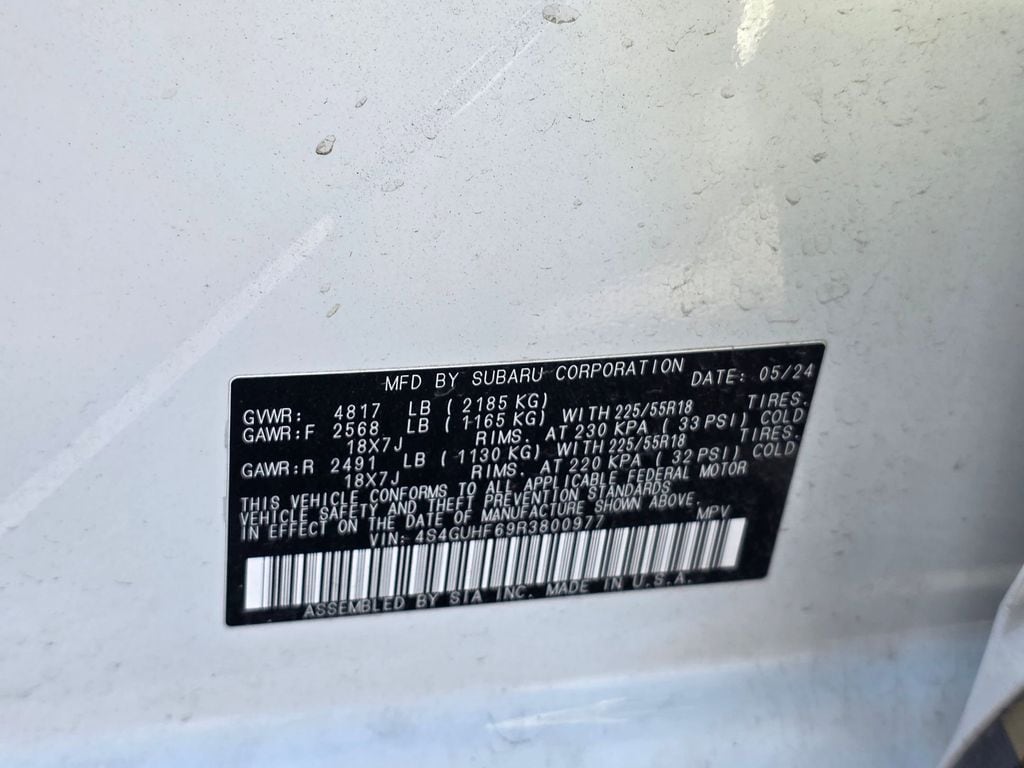 MFD BY SUBARU CORPORATION DATE: 05/24
GVWR: 4817 LB (2185 KG)
GAWR:F 2568 LB (1165 KG) WITH 225/55R18 TIRES.
18X7J RIMS. AT 230 KPA (33 PSI) COLD
GAWR:R 2491 LB (1130 KG) WITH 225/55R18 TIRES.
18X7J RIMS. AT 220 KPA (32 PSI) COLD
THIS VEHICLE CONFORMS TO ALL APPLICABLE FEDERAL MOTOR
VEHICLE SAFETY AND THEFT PREVENTION STANDARDS
IN EFFECT ON THE DATE OF MANUFACTURE SHOWN ABOVE.
VIN: 4S4GUHF69R3800977 MPV
ASSEMBLED BY SIA INC. MADE IN U.S.A.